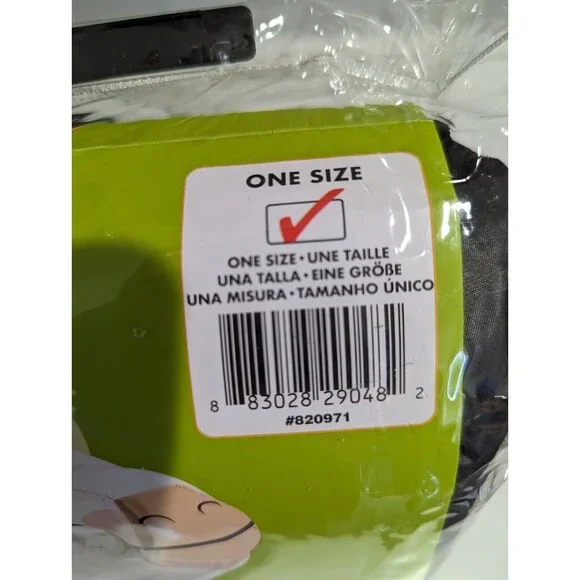 ONE SIZE
ONE SIZE • UNE TAILLE
UNA TALLA • EINE GRÖßE
UNA MISURA • TAMANHO ÚNICO
8 83028 29048 2
#820971